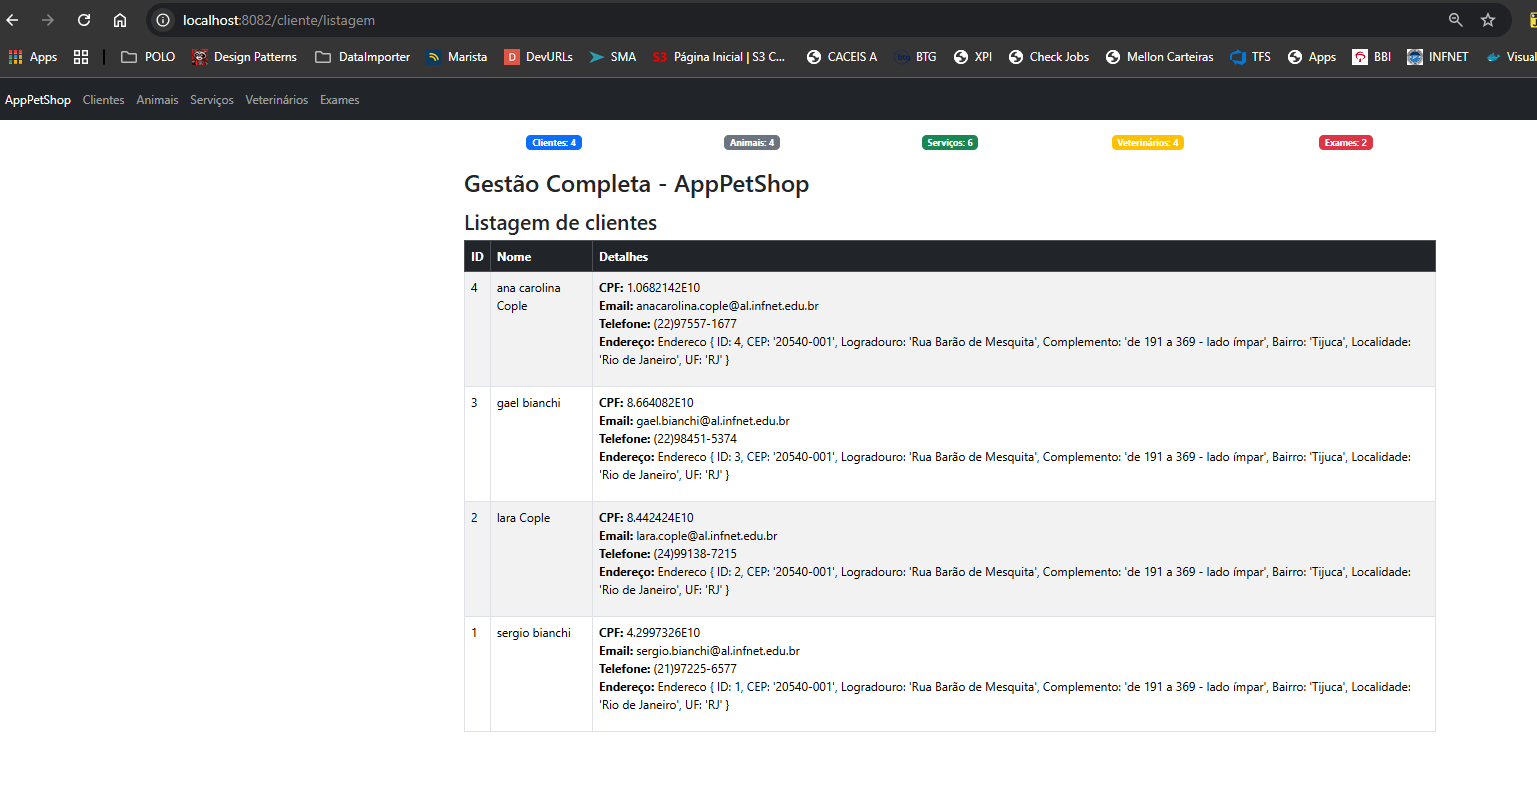 localhost:8082/cliente/listagem
Apps POLO Design Patterns DataImporter Marista D DevURLs SMA S3 Página Inicial | S3 C... CACEIS A btg BTG XPI Check Jobs Mellon Carteiras TFS Apps BBI INFNET Visual
AppPetShop Clientes Animais Serviços Veterinários Exames
Clientes: 4 Animais: 4 Serviços: 6 Veterinários: 4 Exames: 2
Gestão Completa - AppPetShop
Listagem de clientes
ID Nome Detalhes
4 ana carolina Cople
CPF: 1.0682142E10
Email: anacarolina.cople@al.infnet.edu.br
Telefone: (22)97557-1677
Endereço: Endereco { ID: 4, CEP: '20540-001', Logradouro: 'Rua Barão de Mesquita', Complemento: 'de 191 a 369 - lado ímpar', Bairro: 'Tijuca', Localidade:
'Rio de Janeiro', UF: 'RJ' }
3 gael bianchi
CPF: 8.664082E10
Email: gael.bianchi@al.infnet.edu.br
Telefone: (22)98451-5374
Endereço: Endereco { ID: 3, CEP: '20540-001', Logradouro: 'Rua Barão de Mesquita', Complemento: 'de 191 a 369 - lado ímpar', Bairro: 'Tijuca', Localidade:
'Rio de Janeiro', UF: 'RJ' }
2 lara Cople
CPF: 8.442424E10
Email: lara.cople@al.infnet.edu.br
Telefone: (24)99138-7215
Endereço: Endereco { ID: 2, CEP: '20540-001', Logradouro: 'Rua Barão de Mesquita', Complemento: 'de 191 a 369 - lado ímpar', Bairro: 'Tijuca', Localidade:
'Rio de Janeiro', UF: 'RJ' }
1 sergio bianchi
CPF: 4.2997326E10
Email: sergio.bianchi@al.infnet.edu.br
Telefone: (21)97225-6577
Endereço: Endereco { ID: 1, CEP: '20540-001', Logradouro: 'Rua Barão de Mesquita', Complemento: 'de 191 a 369 - lado ímpar', Bairro: 'Tijuca', Localidade:
'Rio de Janeiro', UF: 'RJ' }